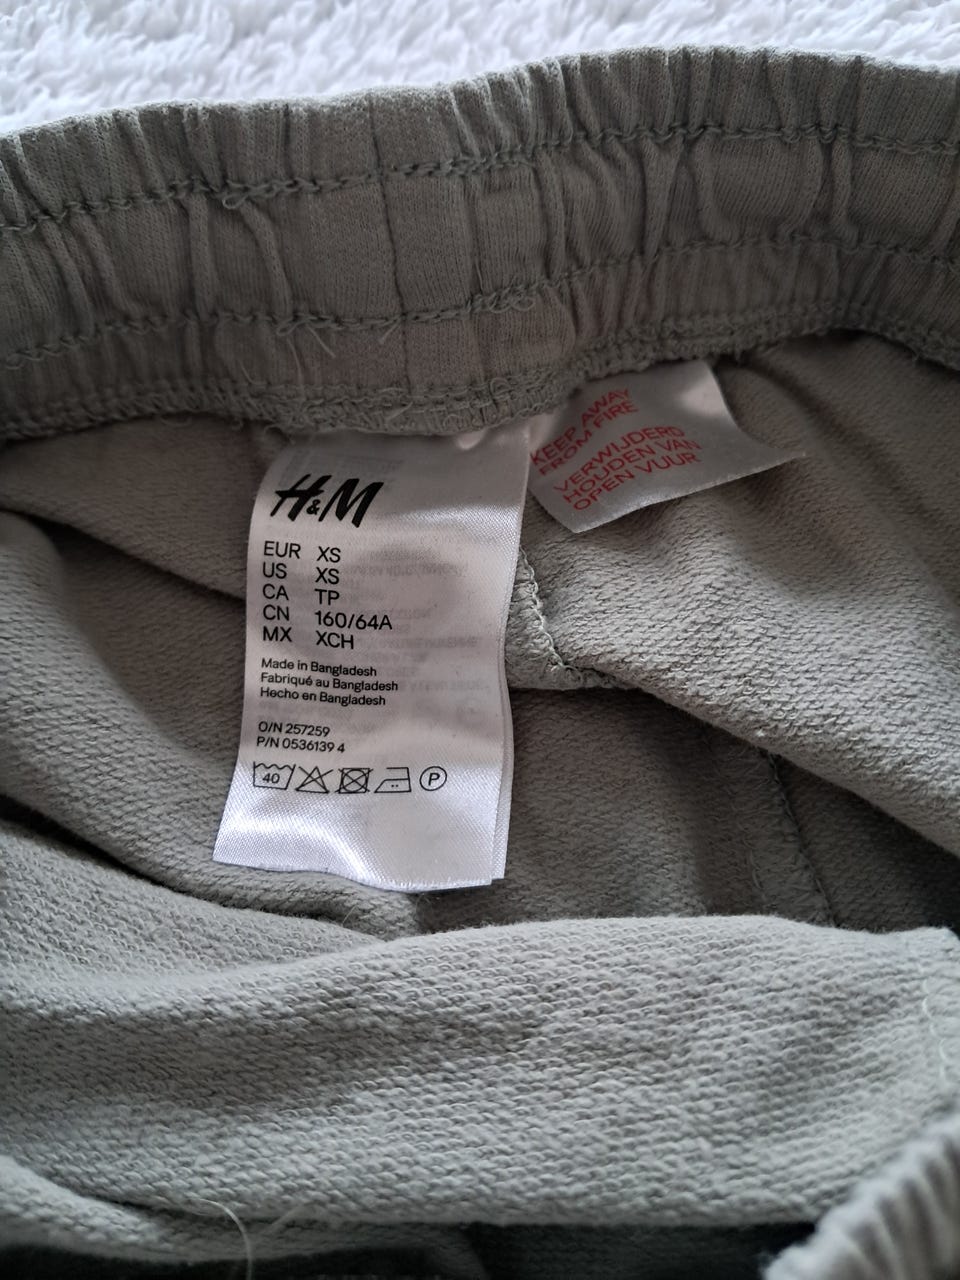 H&M
EUR XS
US XS
CA TP
CN 160/64A
MX XCH
Made in Bangladesh
Fabriqué au Bangladesh
Hecho en Bangladesh
O/N 257259
P/N 0536139 4
40
P
KEEP AWAY
FROM FIRE
VERWIJDERD
HOUDEN VAN
OPEN VUUR